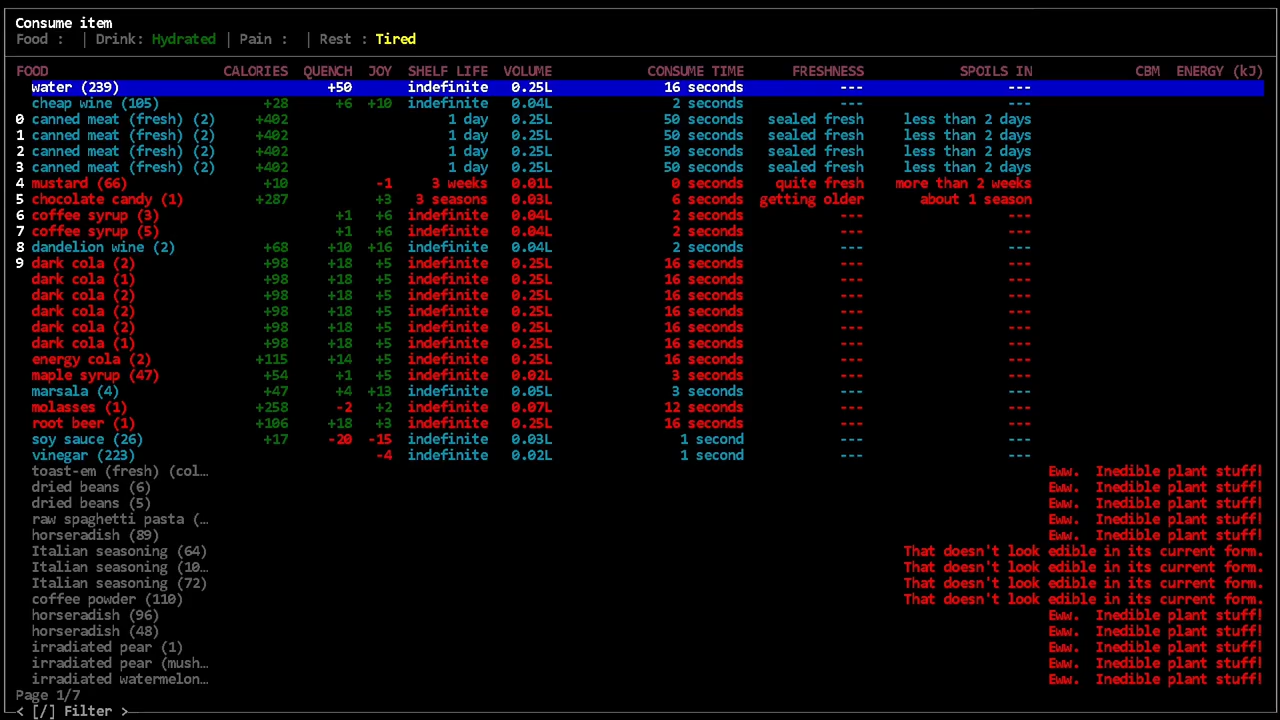 Consume item
Food :  | Drink: Hydrated | Pain :  | Rest : Tired
FOOD CALORIES QUENCH JOY SHELF LIFE VOLUME CONSUME TIME FRESHNESS SPOILS IN CBM ENERGY (kJ)
water (239) +50 indefinite 0.25L 16 seconds --- ---
cheap wine (105) +28 +6 +10 indefinite 0.04L 2 seconds --- ---
0 canned meat (fresh) (2) +402 1 day 0.25L 50 seconds sealed fresh less than 2 days
1 canned meat (fresh) (2) +402 1 day 0.25L 50 seconds sealed fresh less than 2 days
2 canned meat (fresh) (2) +402 1 day 0.25L 50 seconds sealed fresh less than 2 days
3 canned meat (fresh) (2) +402 1 day 0.25L 50 seconds sealed fresh less than 2 days
4 mustard (66) +10 -1 3 weeks 0.01L 0 seconds quite fresh more than 2 weeks
5 chocolate candy (1) +287 +3 3 seasons 0.03L 6 seconds getting older about 1 season
6 coffee syrup (3) +1 +6 indefinite 0.04L 2 seconds --- ---
7 coffee syrup (5) +1 +6 indefinite 0.04L 2 seconds --- ---
8 dandelion wine (2) +68 +10 +16 indefinite 0.04L 2 seconds --- ---
9 dark cola (2) +98 +18 +5 indefinite 0.25L 16 seconds --- ---
dark cola (1) +98 +18 +5 indefinite 0.25L 16 seconds --- ---
dark cola (2) +98 +18 +5 indefinite 0.25L 16 seconds --- ---
dark cola (2) +98 +18 +5 indefinite 0.25L 16 seconds --- ---
dark cola (2) +98 +18 +5 indefinite 0.25L 16 seconds --- ---
dark cola (1) +98 +18 +5 indefinite 0.25L 16 seconds --- ---
energy cola (2) +115 +14 +5 indefinite 0.25L 16 seconds --- ---
maple syrup (47) +54 +1 +5 indefinite 0.02L 3 seconds --- ---
marsala (4) +47 +4 +13 indefinite 0.05L 3 seconds --- ---
molasses (1) +258 -2 +2 indefinite 0.07L 12 seconds --- ---
root beer (1) +106 +18 +3 indefinite 0.25L 16 seconds --- ---
soy sauce (26) +17 -20 -15 indefinite 0.03L 1 second --- ---
vinegar (223) -4 indefinite 0.02L 1 second --- ---
toast-em (fresh) (col… Eww.  Inedible plant stuff!
dried beans (6) Eww.  Inedible plant stuff!
dried beans (5) Eww.  Inedible plant stuff!
raw spaghetti pasta (… Eww.  Inedible plant stuff!
horseradish (89) Eww.  Inedible plant stuff!
Italian seasoning (64) That doesn't look edible in its current form.
Italian seasoning (10… That doesn't look edible in its current form.
Italian seasoning (72) That doesn't look edible in its current form.
coffee powder (110) That doesn't look edible in its current form.
horseradish (96) Eww.  Inedible plant stuff!
horseradish (48) Eww.  Inedible plant stuff!
irradiated pear (1) Eww.  Inedible plant stuff!
irradiated pear (mush… Eww.  Inedible plant stuff!
irradiated watermelon… Eww.  Inedible plant stuff!
Page 1/7
< [/] Filter >